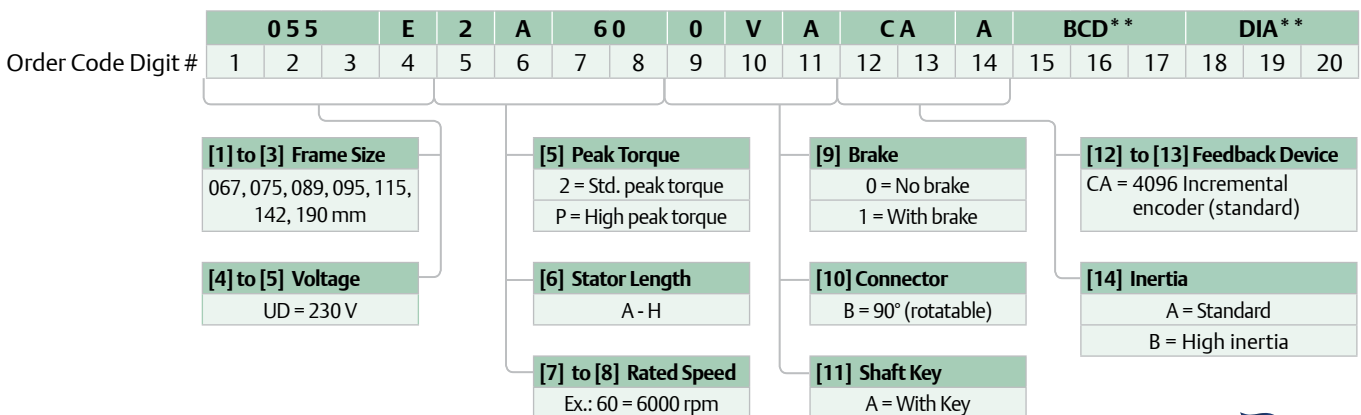 055 E 2 A 60 0 V A CA A BCD** DIA**
Order Code Digit # 1 2 3 4 5 6 7 8 9 10 11 12 13 14 15 16 17 18 19 20
[1] to [3] Frame Size
067, 075, 089, 095, 115,
142, 190 mm
[4] to [5] Voltage
UD = 230 V
[5] Peak Torque
2 = Std. peak torque
P = High peak torque
[6] Stator Length
A - H
[7] to [8] Rated Speed
Ex.: 60 = 6000 rpm
[9] Brake
0 = No brake
1 = With brake
[10] Connector
B = 90° (rotatable)
[11] Shaft Key
A = With Key
[12] to [13] Feedback Device
CA = 4096 Incremental
encoder (standard)
[14] Inertia
A = Standard
B = High inertia